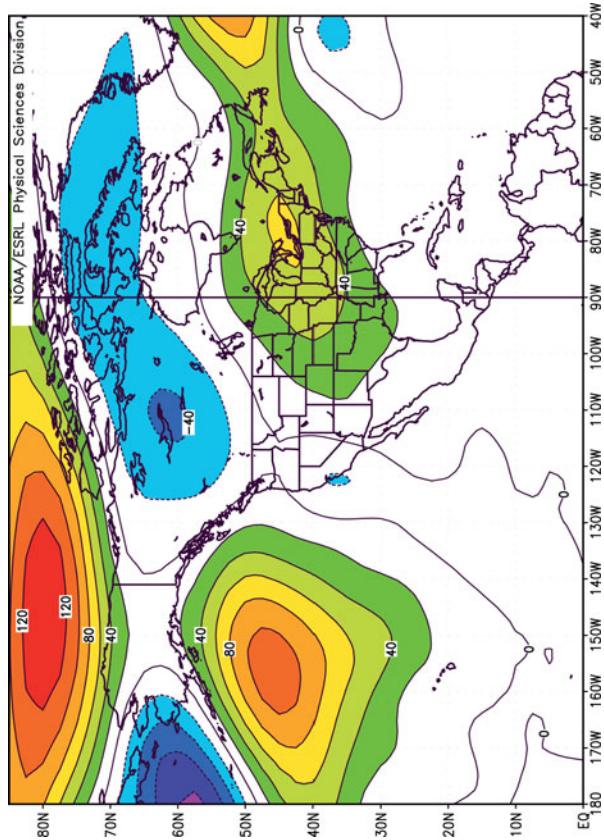 NOAA/ESRL Physical Sciences Division
80N
70N
60N
50N
40N
30N
20N
10N
EQ
180
170W
160W
150W
140W
130W
120W
110W
100W
90W
80W
70W
60W
50W
40W
120
120
80
40
-40
40
80
40
40
40
0
0
0
0
0